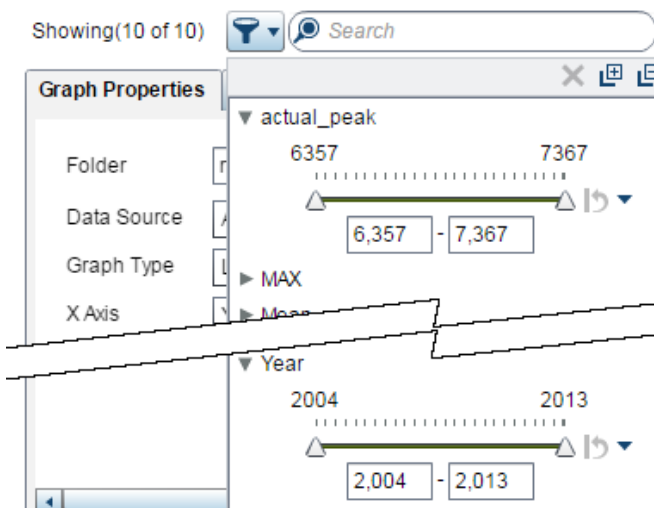 Showing(10 of 10) Search
Graph Properties
actual_peak
6357 7367
Folder
6,357 - 7,367
Data Source
Graph Type
MAX
X Axis
Mean
Year
2004 2013
2,004 - 2,013